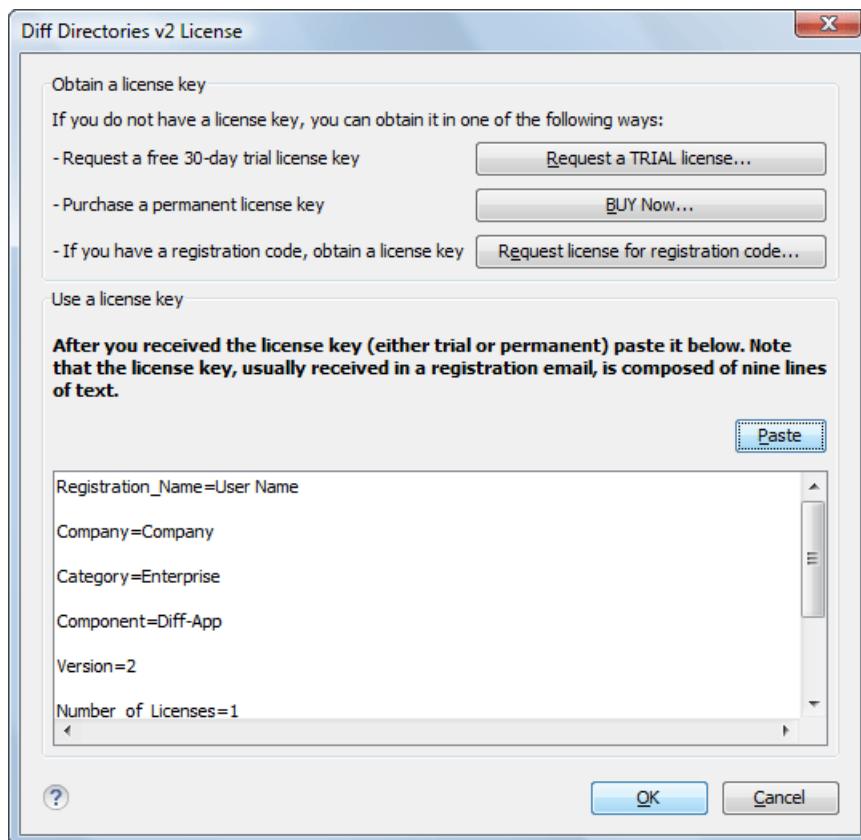 Diff Directories v2 License
Obtain a license key
If you do not have a license key, you can obtain it in one of the following ways:
- Request a free 30-day trial license key
Request a TRIAL license...
- Purchase a permanent license key
BUY Now...
- If you have a registration code, obtain a license key
Request license for registration code...
Use a license key
After you received the license key (either trial or permanent) paste it below. Note
that the license key, usually received in a registration email, is composed of nine lines
of text.
Paste
Registration_Name=User Name
Company=Company
Category=Enterprise
Component=Diff-App
Version=2
Number_of_Licenses=1
?
OK
Cancel